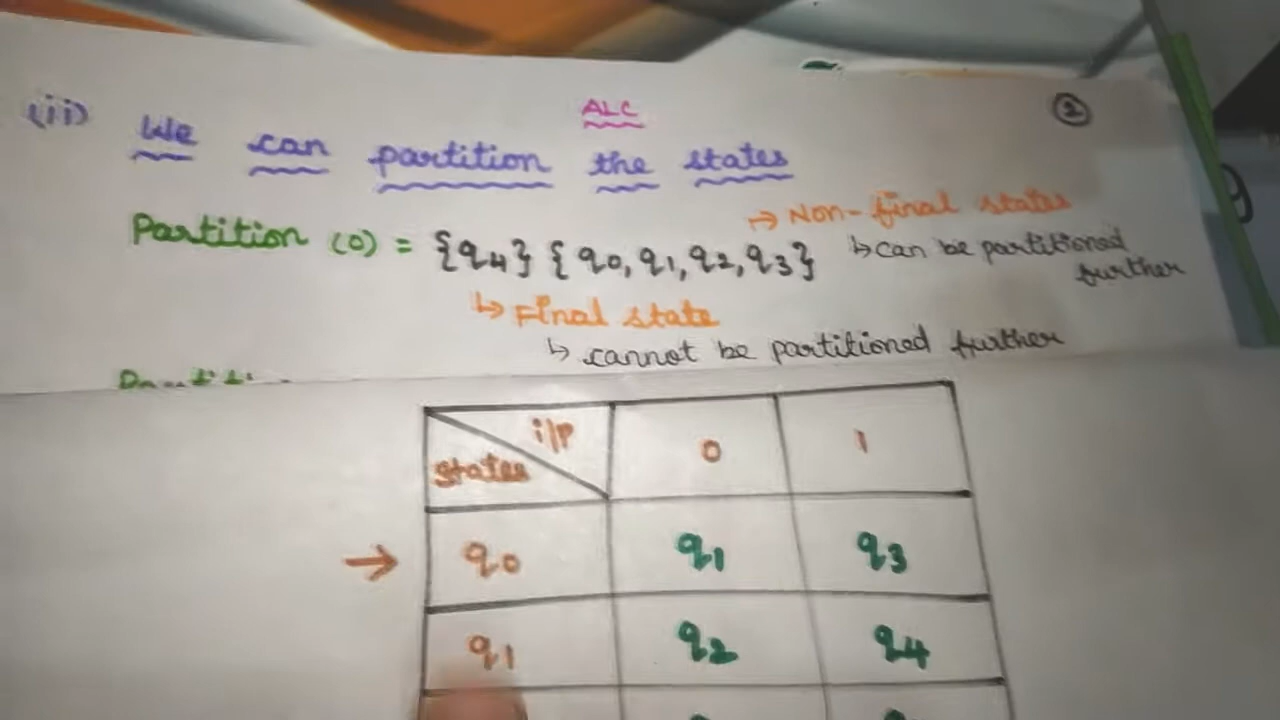 ALC
②
(ii) We can partition the states
→ Non-final states
Partition (0) = {q4} {q0, q1, q2, q3} ↳ can be partitioned
further
↳ Final state
↳ cannot be partitioned further
i/p
states
0
1
→ q0 q1 q3
q1 q2 q4